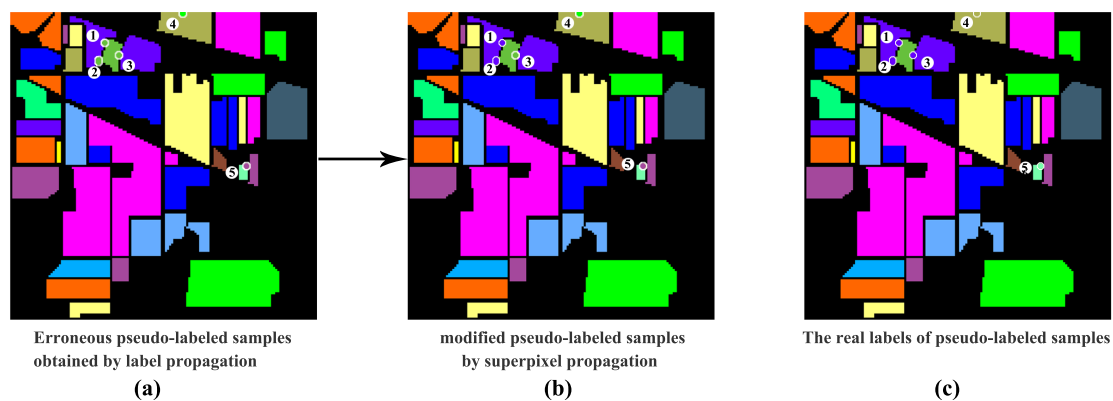 4
1
2
3
5
4
1
2
3
5
4
1
2
3
5
Erroneous pseudo-labeled samples
obtained by label propagation
(a)
modified pseudo-labeled samples
by superpixel propagation
(b)
The real labels of pseudo-labeled samples
(c)